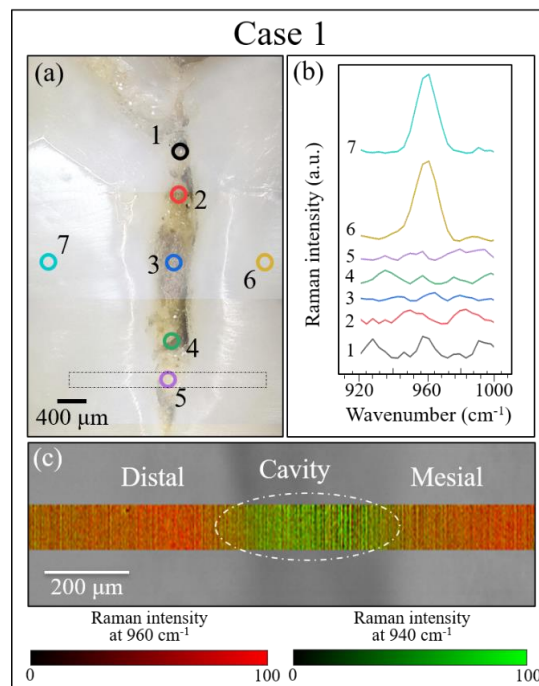 Case 1
(a)
1
2
3
4
5
6
7
400 μm
(b)
Raman intensity (a.u.)
7
6
5
4
3
2
1
920 960 1000
Wavenumber (cm-1)
(c)
Distal Cavity Mesial
200 μm
Raman intensity
at 960 cm-1
0 100
Raman intensity
at 940 cm-1
0 100